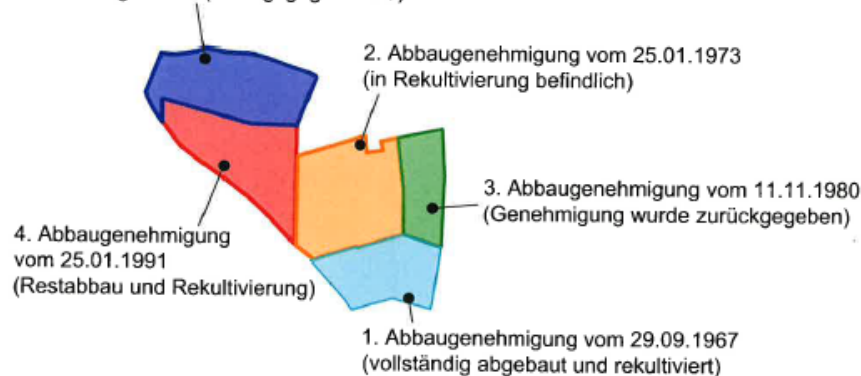 2. Abbaugenehmigung vom 25.01.1973
(in Rekultivierung befindlich)
3. Abbaugenehmigung vom 11.11.1980
(Genehmigung wurde zurückgegeben)
4. Abbaugenehmigung
vom 25.01.1991
(Restabbau und Rekultivierung)
1. Abbaugenehmigung vom 29.09.1967
(vollständig abgebaut und rekultiviert)